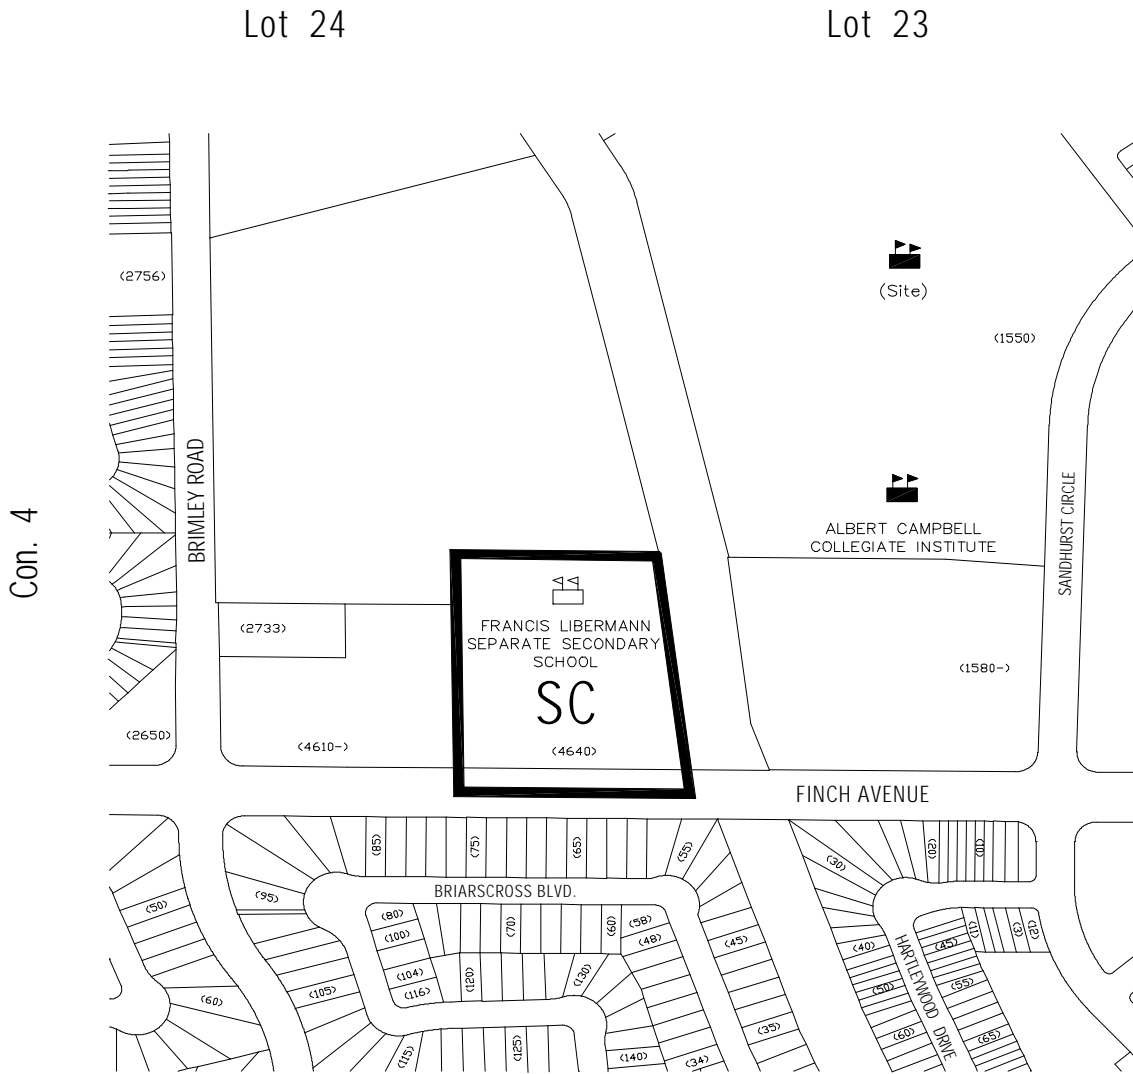 Lot 24
Lot 23
(2756)
(Site)
(1550)
BRIMLEY ROAD
SANDHURST CIRCLE
Con. 4
ALBERT CAMPBELL
COLLEGIATE INSTITUTE
FRANCIS LIBERMANN
SEPARATE SECONDARY
SCHOOL
SC
(2733)
(1580-)
(2650)
(4610-)
(4640)
FINCH AVENUE
(85)
(75)
(65)
(55)
(30)
(20)
(10)
BRIARSCROSS BLVD.
(95)
(50)
(80)
(100)
(70)
(60)
(58)
(48)
(45)
(40)
(45)
(11)
(3)
(2)
HARTLEYWOOD DRIVE
(104)
(116)
(120)
(130)
(105)
(60)
(50)
(55)
(35)
(60)
(65)
(115)
(125)
(140)
(34)